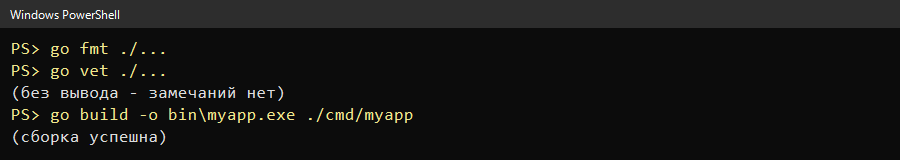 Windows PowerShell
PS> go fmt ./...
PS> go vet ./...
(без вывода - замечаний нет)
PS> go build -o bin\myapp.exe ./cmd/myapp
(сборка успешна)